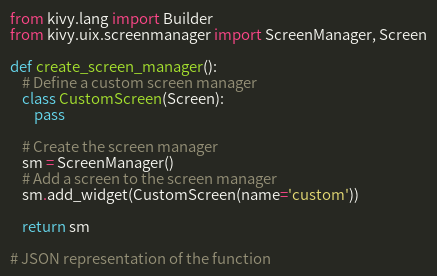 from kivy.lang import Builder
from kivy.uix.screenmanager import ScreenManager, Screen

def create_screen_manager():
    # Define a custom screen manager
    class CustomScreen(Screen):
        pass

    # Create the screen manager
    sm = ScreenManager()
    # Add a screen to the screen manager
    sm.add_widget(CustomScreen(name='custom'))

    return sm

# JSON representation of the function